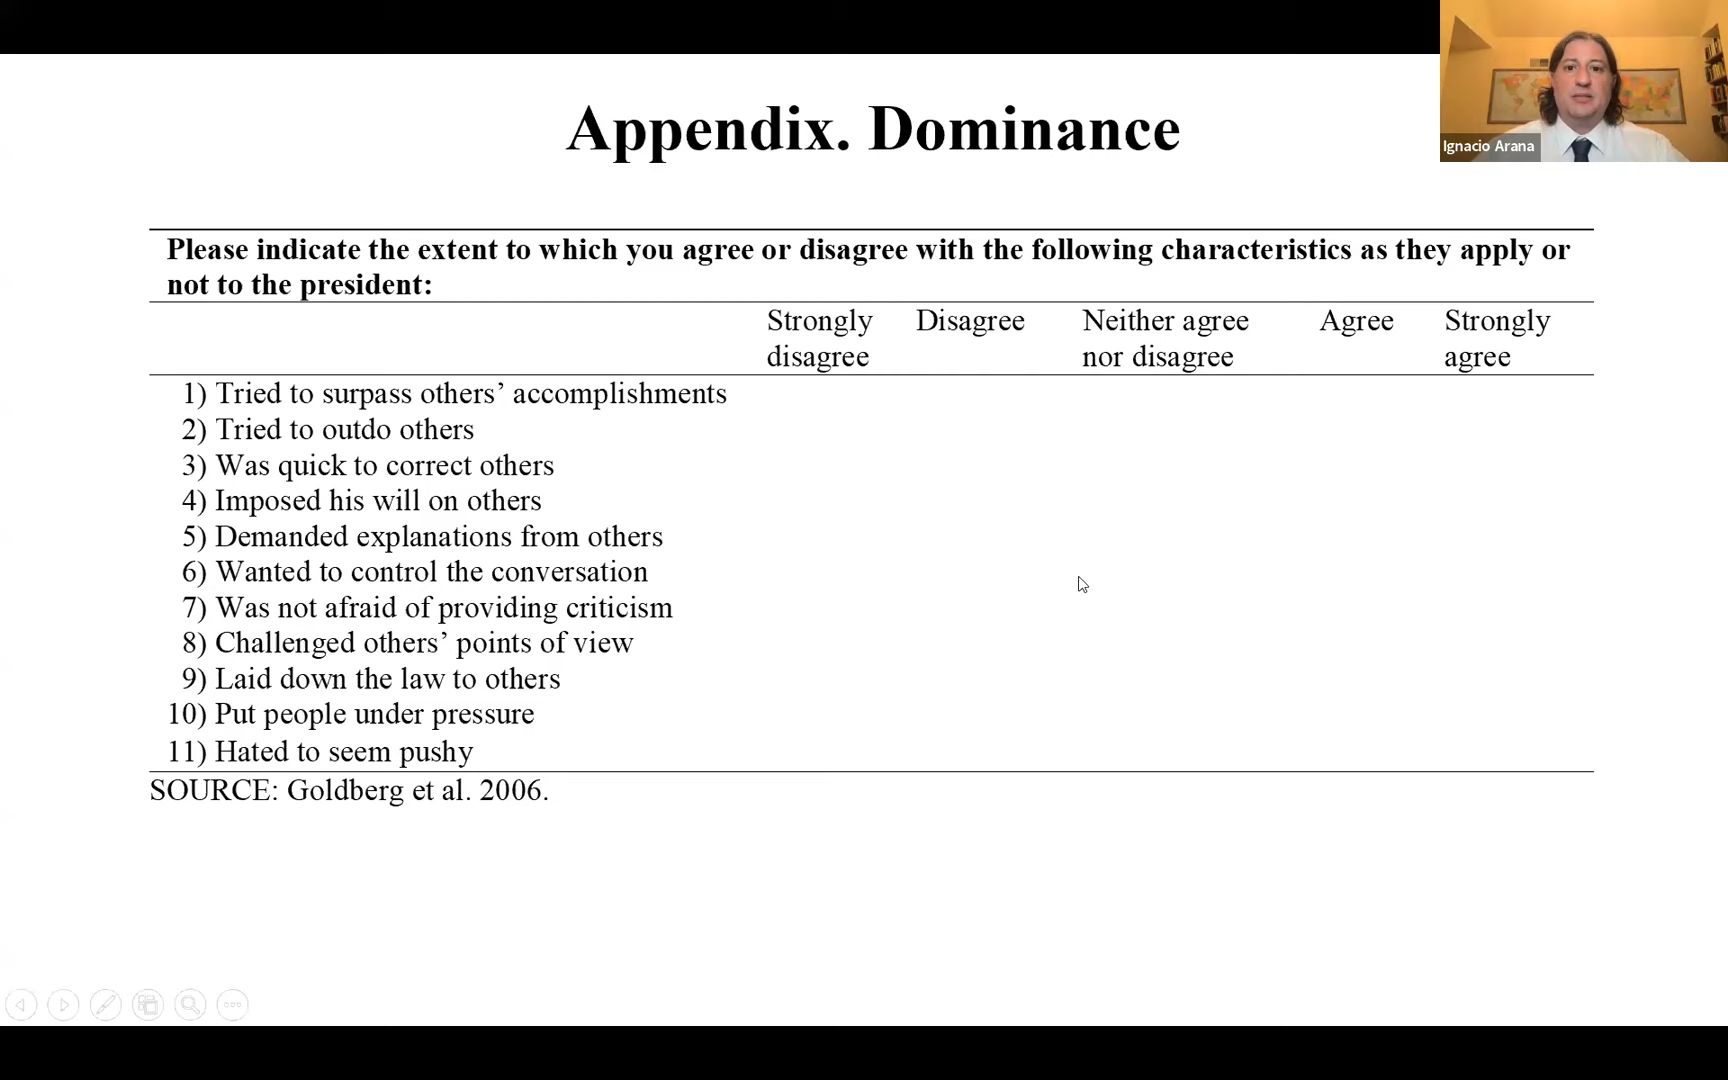 Appendix. Dominance
Ignacio Arana
Please indicate the extent to which you agree or disagree with the following characteristics as they apply or
not to the president:
Strongly disagree Disagree Neither agree nor disagree Agree Strongly agree
1) Tried to surpass others’ accomplishments
2) Tried to outdo others
3) Was quick to correct others
4) Imposed his will on others
5) Demanded explanations from others
6) Wanted to control the conversation
7) Was not afraid of providing criticism
8) Challenged others’ points of view
9) Laid down the law to others
10) Put people under pressure
11) Hated to seem pushy
SOURCE: Goldberg et al. 2006.